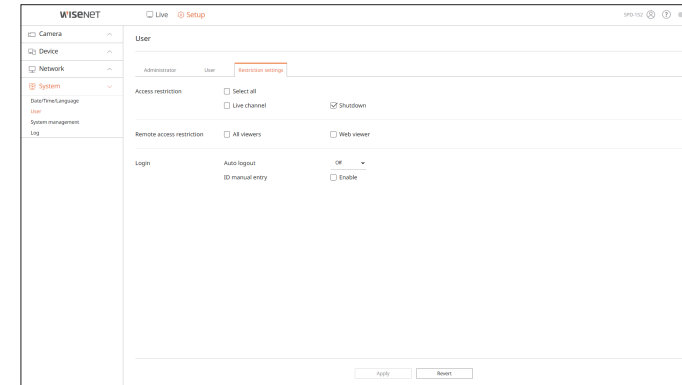 WISENET
Live Setup
SPD-152
Camera
Device
Network
System
Date/Time/Language
User
System management
Log
User
Administrator User Restriction settings
Access restriction Select all
Live channel Shutdown
Remote access restriction All viewers Web viewer
Login Auto logout Off
ID manual entry Enable
Apply Revert